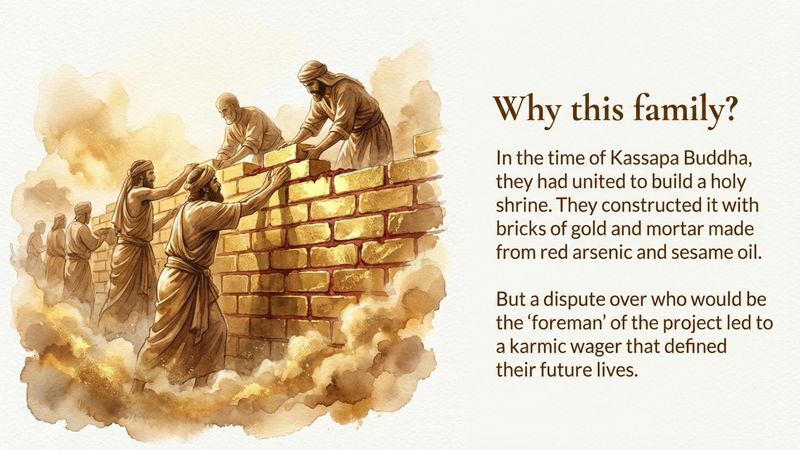 Why this family?
In the time of Kassapa Buddha,
they had united to build a holy
shrine. They constructed it with
bricks of gold and mortar made
from red arsenic and sesame oil.
But a dispute over who would be
the ‘foreman’ of the project led to
a karmic wager that defined
their future lives.